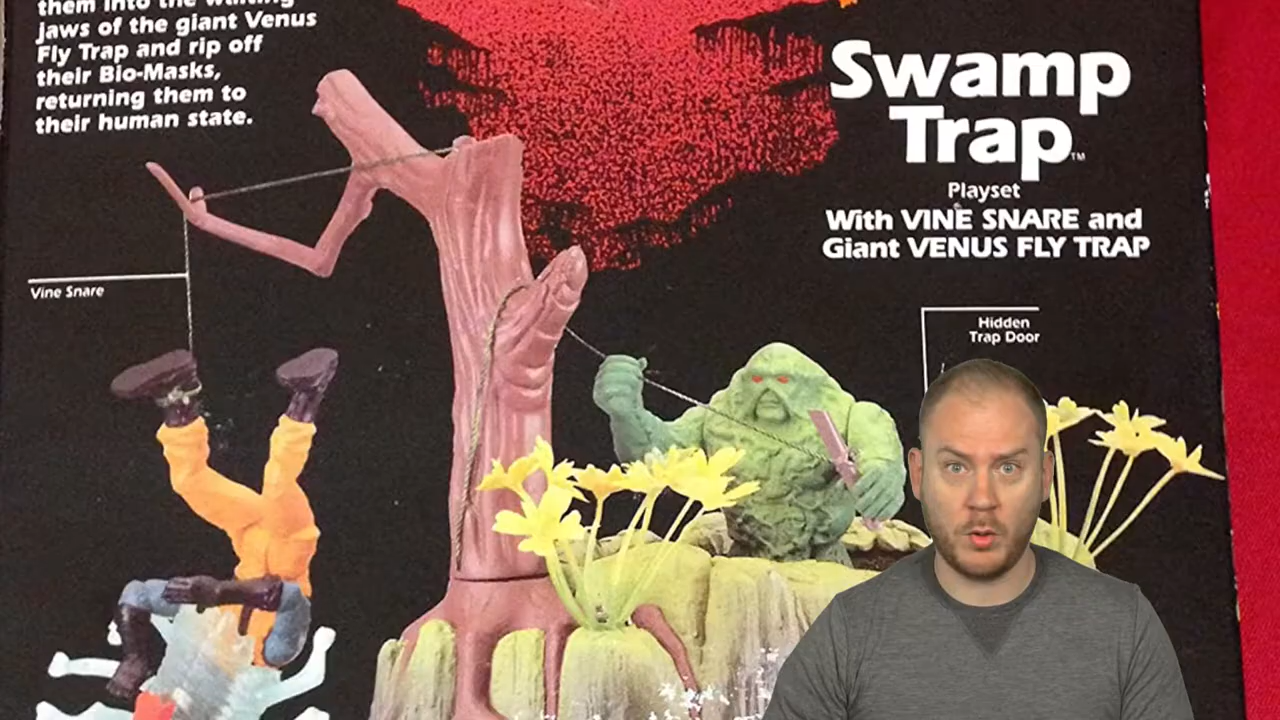 them into the waiting
jaws of the giant Venus
Fly Trap and rip off
their Bio-Masks,
returning them to
their human state.
Swamp
Trap™
Playset
With VINE SNARE and
Giant VENUS FLY TRAP
Vine Snare
Hidden
Trap Door